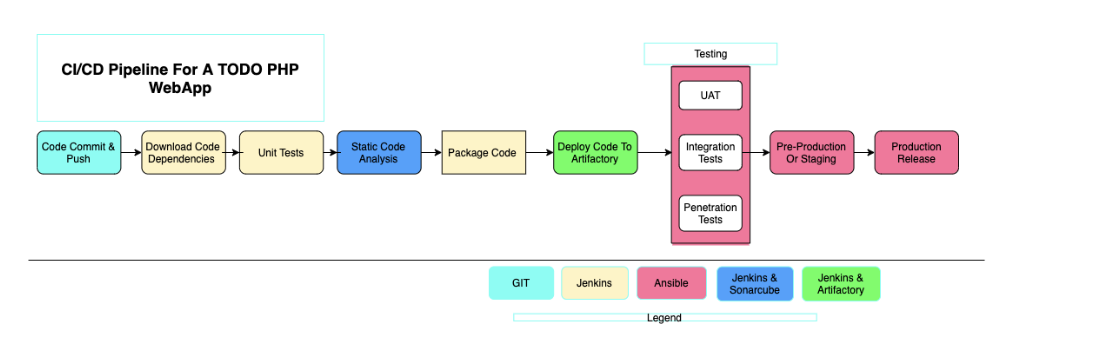 CI/CD Pipeline For A TODO PHP
WebApp
Testing
UAT
Code Commit &
Push
Download Code
Dependencies
Unit Tests
Static Code
Analysis
Package Code
Deploy Code To
Artifactory
Integration
Tests
Pre-Production
Or Staging
Production
Release
Penetration
Tests
GIT
Jenkins
Ansible
Jenkins &
Sonarcube
Jenkins &
Artifactory
Legend